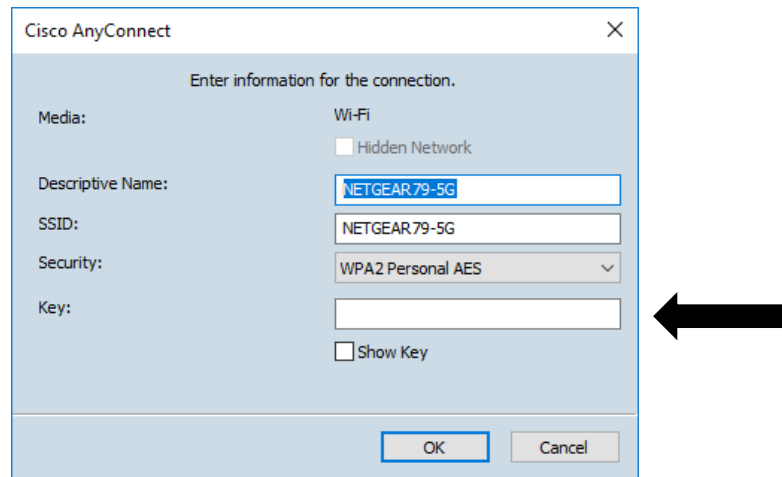 Cisco AnyConnect
Enter information for the connection.
Media: Wi-Fi
Hidden Network
Descriptive Name: NETGEAR79-5G
SSID: NETGEAR79-5G
Security: WPA2 Personal AES
Key:
Show Key
OK Cancel